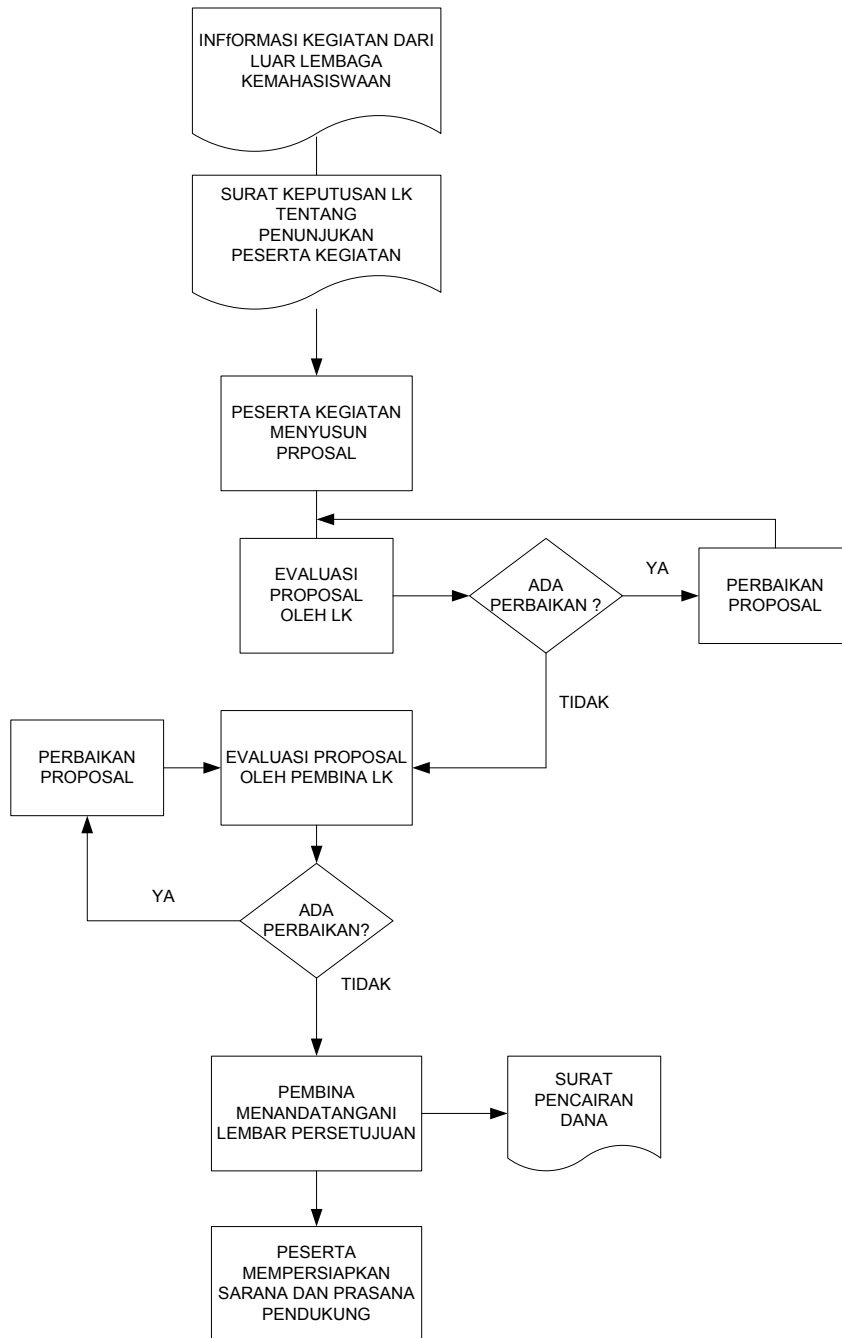 INFfORMASI KEGIATAN DARI
LUAR LEMBAGA
KEMAHASISWAAN
SURAT KEPUTUSAN LK
TENTANG
PENUNJUKAN
PESERTA KEGIATAN
PESERTA KEGIATAN
MENYUSUN
PRPOSAL
EVALUASI
PROPOSAL
OLEH LK
ADA
PERBAIKAN ?
YA
PERBAIKAN
PROPOSAL
TIDAK
PERBAIKAN
PROPOSAL
EVALUASI PROPOSAL
OLEH PEMBINA LK
YA
ADA
PERBAIKAN?
TIDAK
PEMBINA
MENANDATANGANI
LEMBAR PERSETUJUAN
SURAT
PENCAIRAN
DANA
PESERTA
MEMPERSIAPKAN
SARANA DAN PRASANA
PENDUKUNG